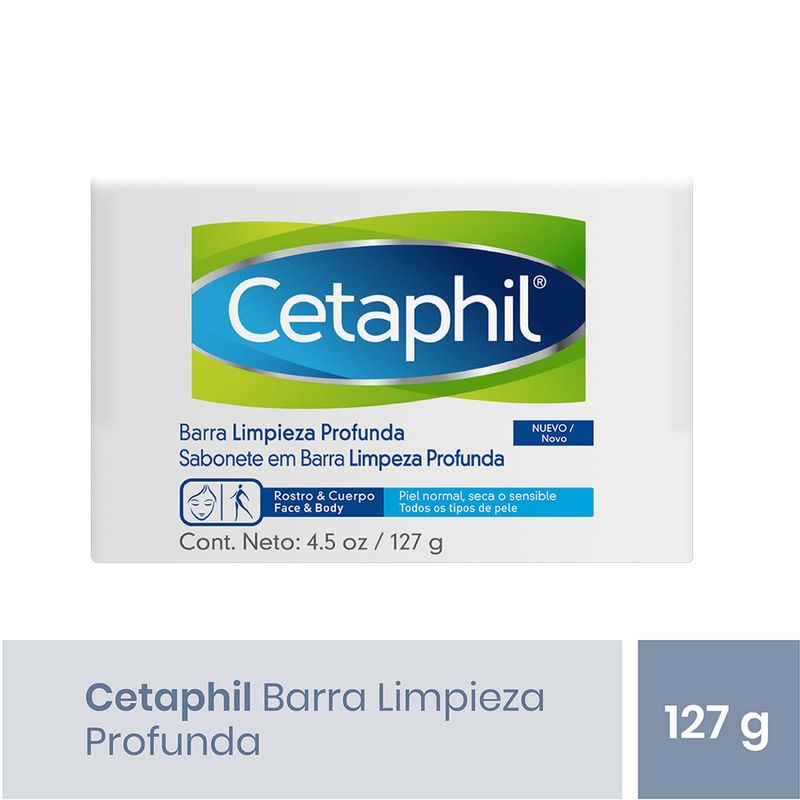 Cetaphil®
Barra Limpieza Profunda
NUEVO /
Novo
Sabonete em Barra Limpeza Profunda
Rostro & Cuerpo
Face & Body
Piel normal, seca o sensible
Todos os tipos de pele
Cont. Neto: 4.5 oz / 127 g
Cetaphil Barra Limpieza
Profunda
127 g